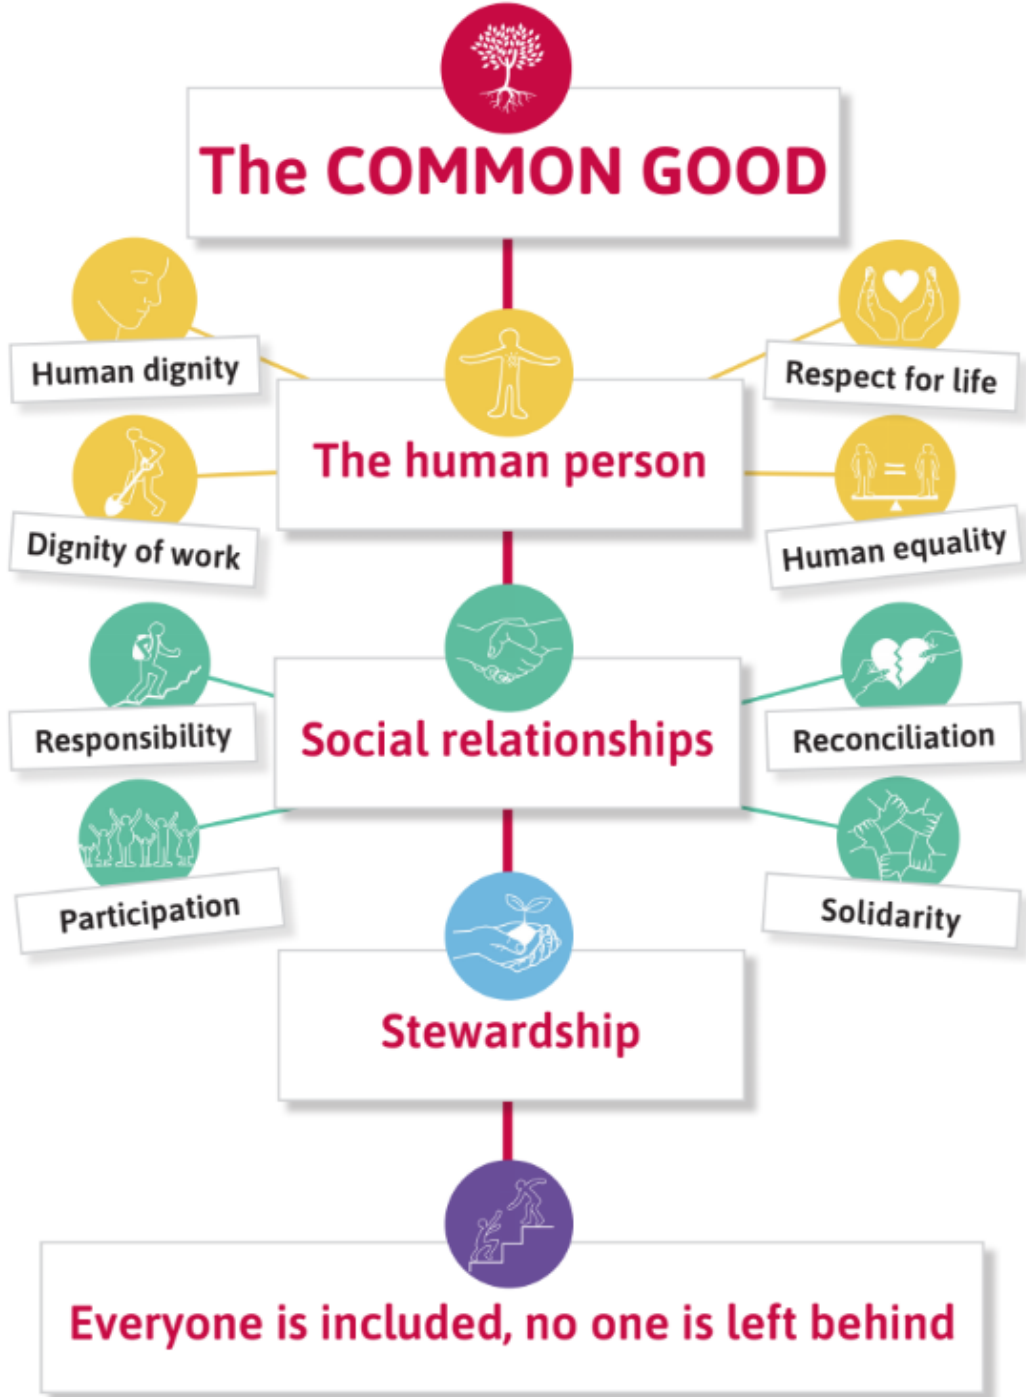 The COMMON GOOD
Human dignity
Respect for life
The human person
Dignity of work
Human equality
Responsibility
Social relationships
Reconciliation
Participation
Solidarity
Stewardship
Everyone is included, no one is left behind